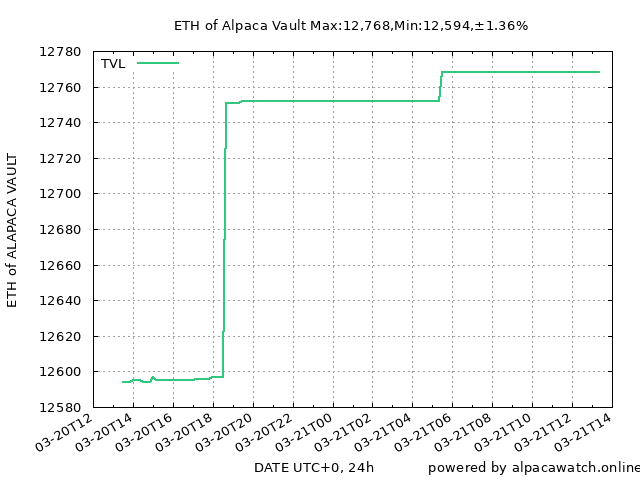 ETH of Alpaca Vault Max:12,768,Min:12,594,±1.36%
TVL
12780
12760
12740
12720
12700
12680
12660
12640
12620
12600
12580
ETH of ALAPACA VAULT
03-20T12
03-20T14
03-20T16
03-20T18
03-20T20
03-20T22
03-21T00
03-21T02
03-21T04
03-21T06
03-21T08
03-21T10
03-21T12
03-21T14
DATE UTC+0, 24h
powered by alpacawatch.online